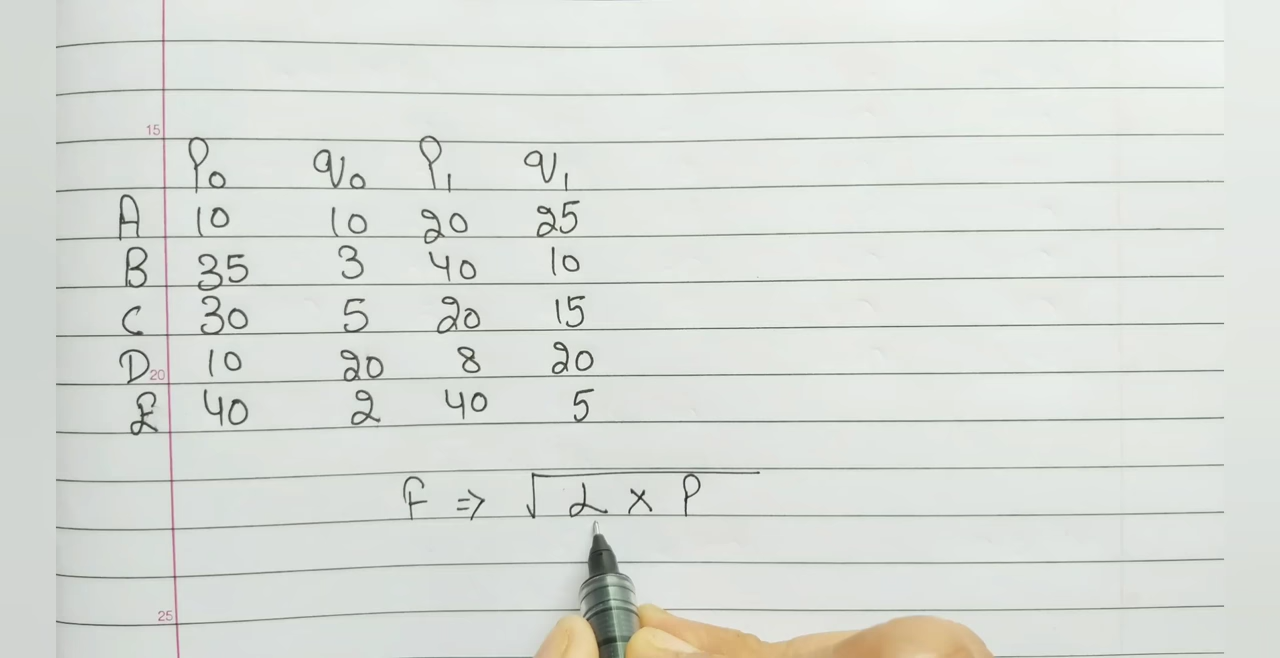 15
P₀ q₀ P₁ q₁
A 10 10 20 25
B 35 3 40 10
C 30 5 20 15
D 10 20 8 20
20
E 40 2 40 5
F ⇒ √L × P
25